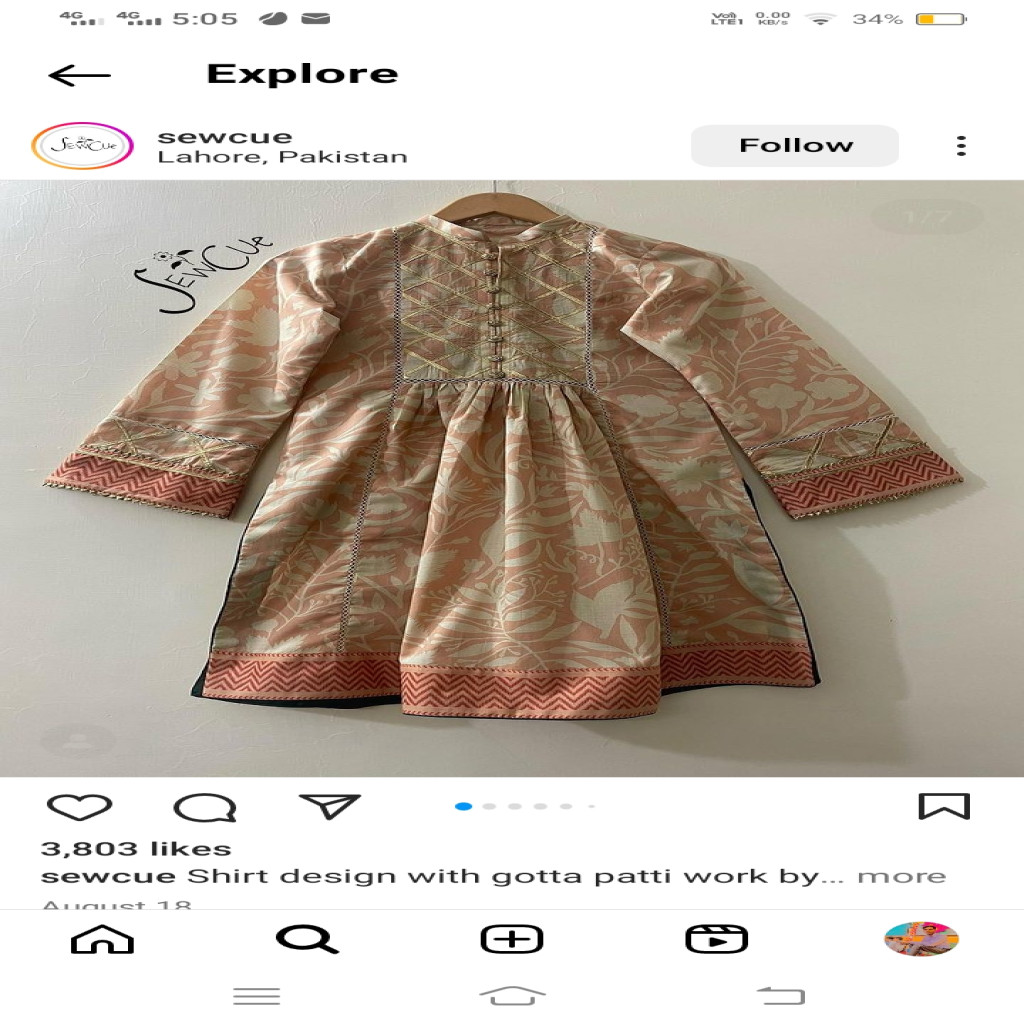 4G 4G 5:05 Vo)) LTE1 0.00 KB/s 34%
Explore
SEWCUE sewcue Follow
Lahore, Pakistan
1/7
SEWCUE
3,803 likes
sewcue Shirt design with gotta patti work by... more
August 18